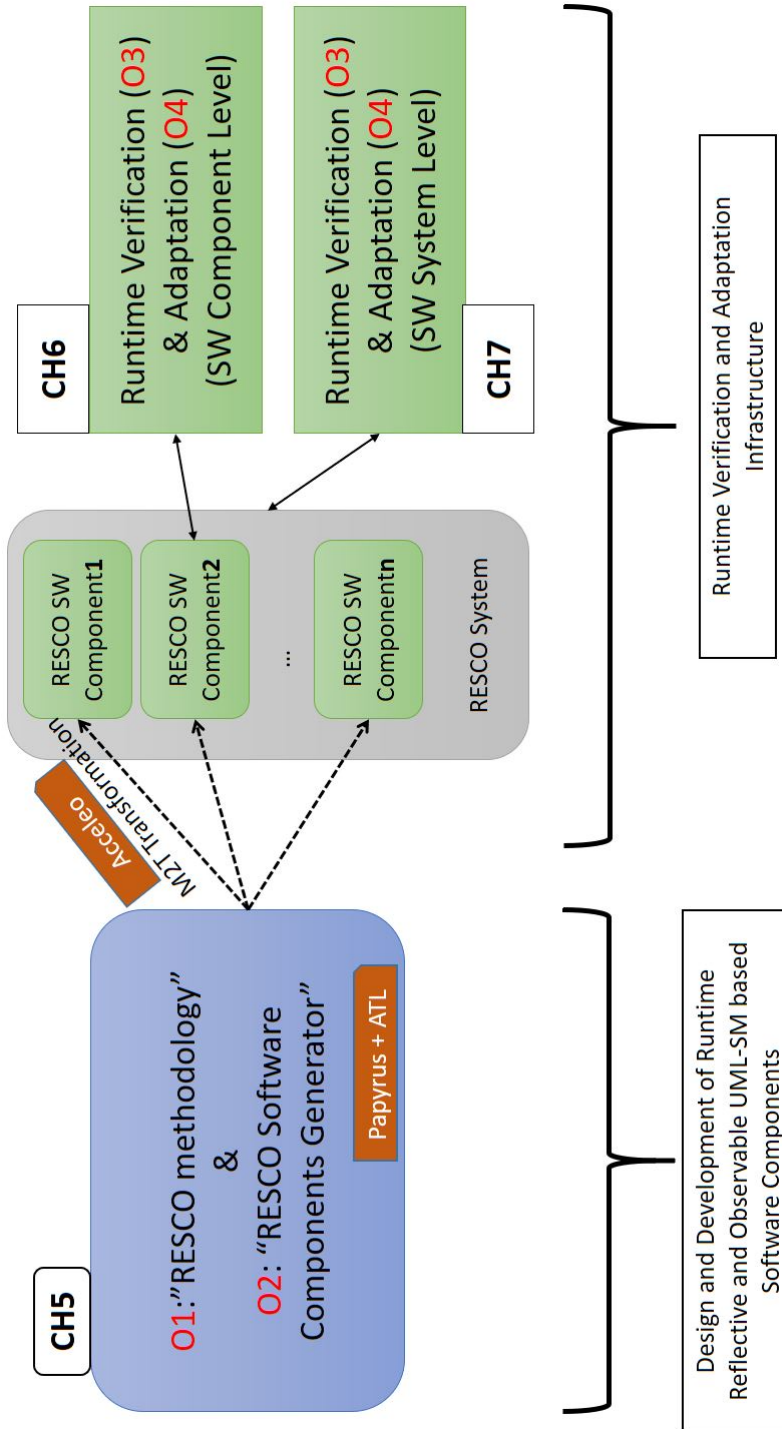 CH5
O1:”RESCO methodology”
&
O2: “RESCO Software
Components Generator”
Papyrus + ATL
Acceleo
M2T Transformation
RESCO SW
Component1
RESCO SW
Component2
...
RESCO SW
Componentn
RESCO System
CH6
Runtime Verification (O3)
& Adaptation (O4)
(SW Component Level)
Runtime Verification (O3)
& Adaptation (O4)
(SW System Level)
CH7
Design and Development of Runtime
Reflective and Observable UML-SM based
Software Components
Runtime Verification and Adaptation
Infrastructure